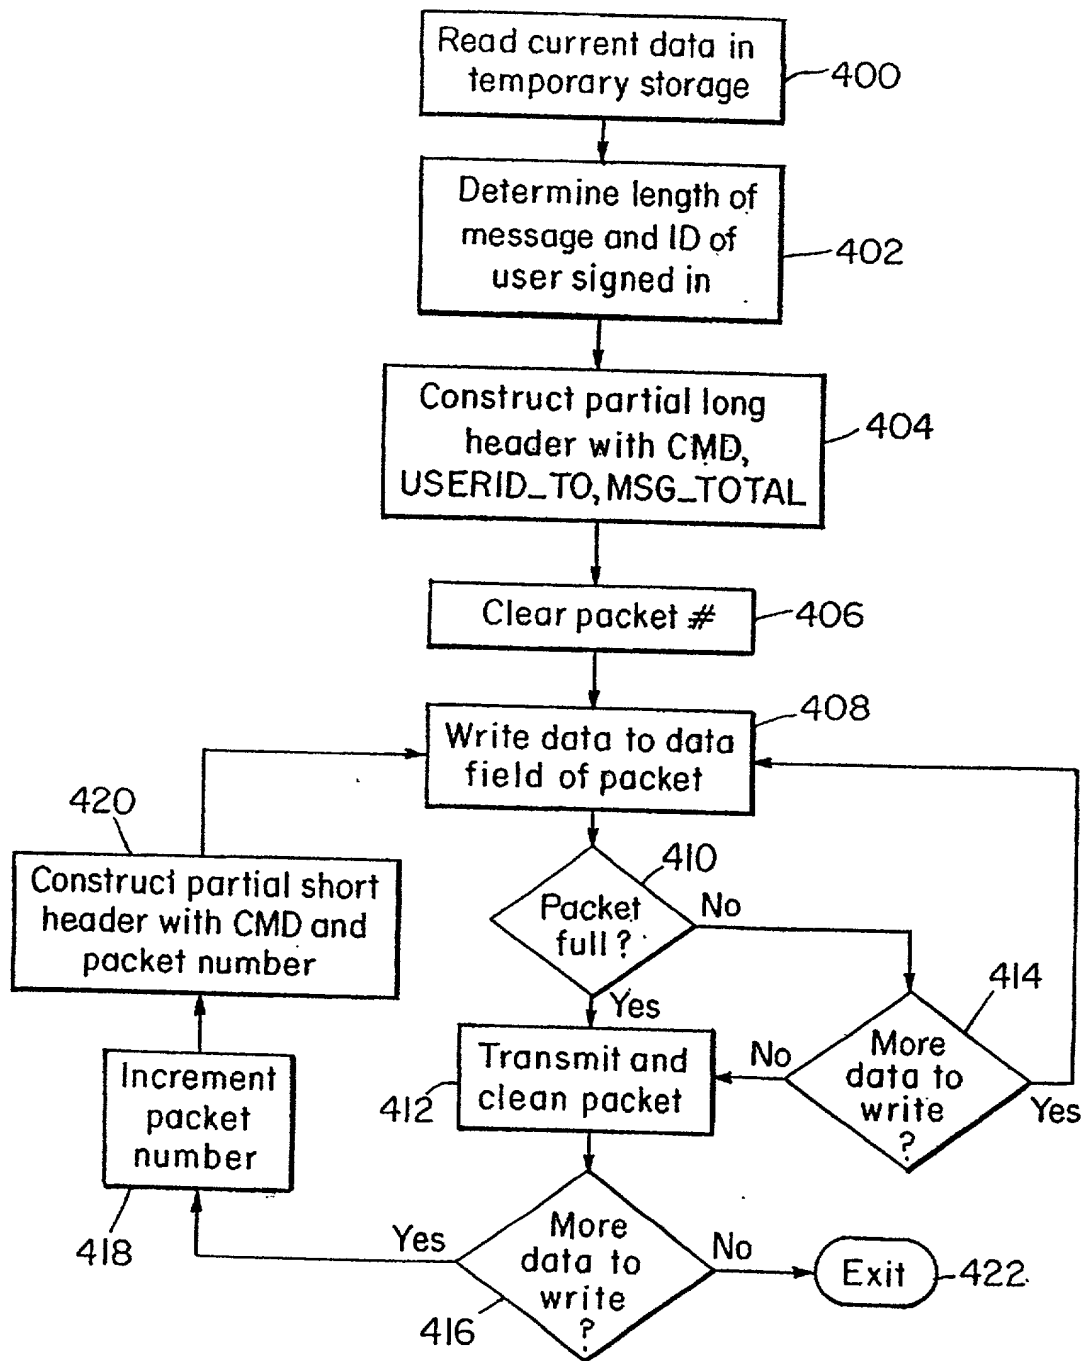 Read current data in
temporary storage
400
Determine length of
message and ID of
user signed in
402
Construct partial long
header with CMD,
USERID_TO, MSG_TOTAL
404
Clear packet #
406
Write data to data
field of packet
408
420
Construct partial short
header with CMD and
packet number
Packet
full?
410
No
Yes
More
data to
write
?
414
No
Yes
Transmit and
clean packet
412
Increment
packet
number
418
More
data to
write
?
416
Yes
No
Exit
422